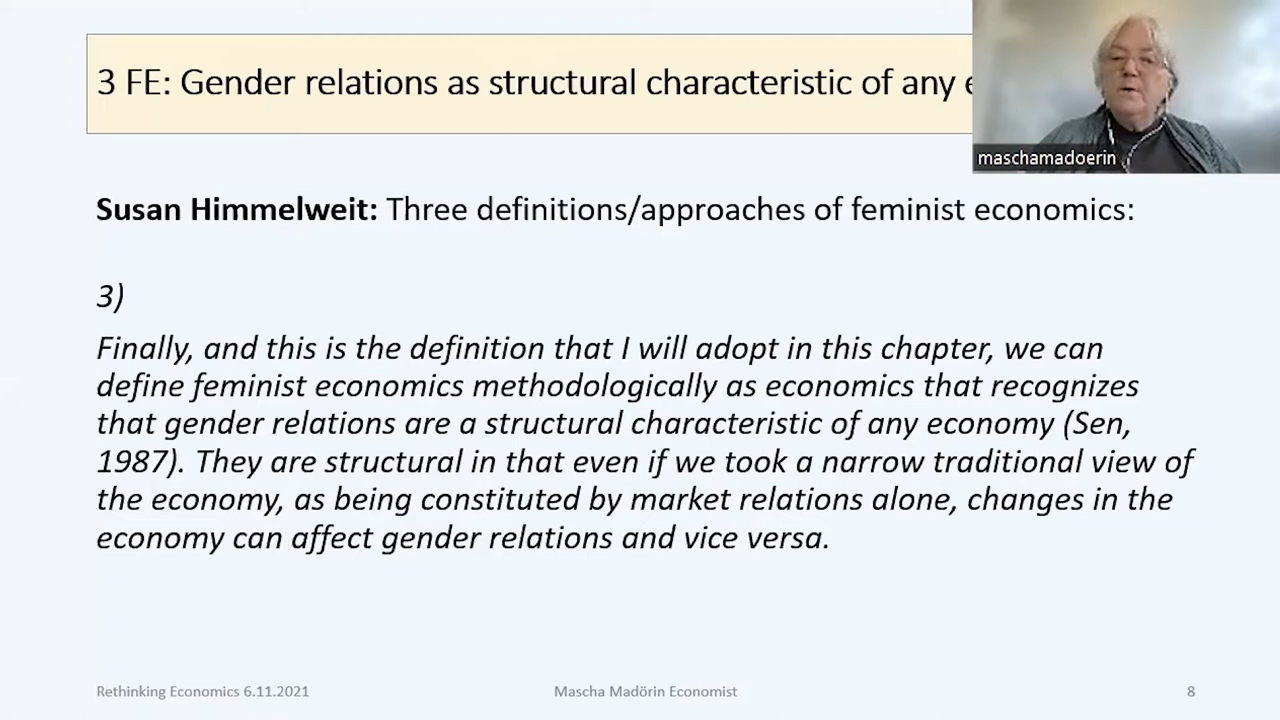 3 FE: Gender relations as structural characteristic of any
maschamadoerin
Susan Himmelweit: Three definitions/approaches of feminist economics:
3)
Finally, and this is the definition that I will adopt in this chapter, we can
define feminist economics methodologically as economics that recognizes
that gender relations are a structural characteristic of any economy (Sen,
1987). They are structural in that even if we took a narrow traditional view of
the economy, as being constituted by market relations alone, changes in the
economy can affect gender relations and vice versa.
Rethinking Economics 6.11.2021
Mascha Madörin Economist
8